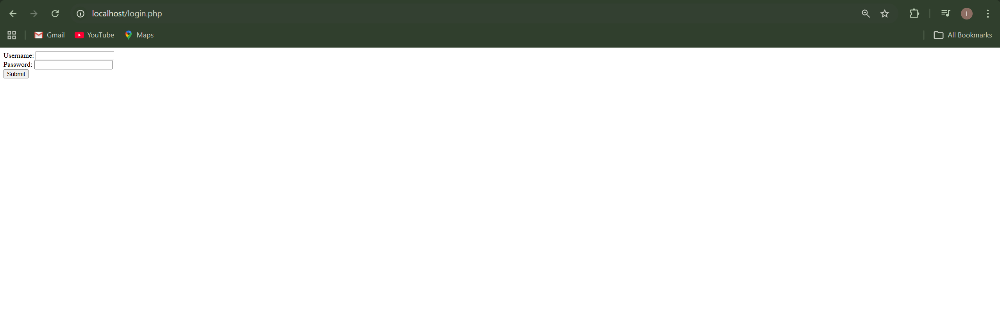 localhost/login.php
I
Gmail YouTube Maps All Bookmarks
Username:
Password:
Submit